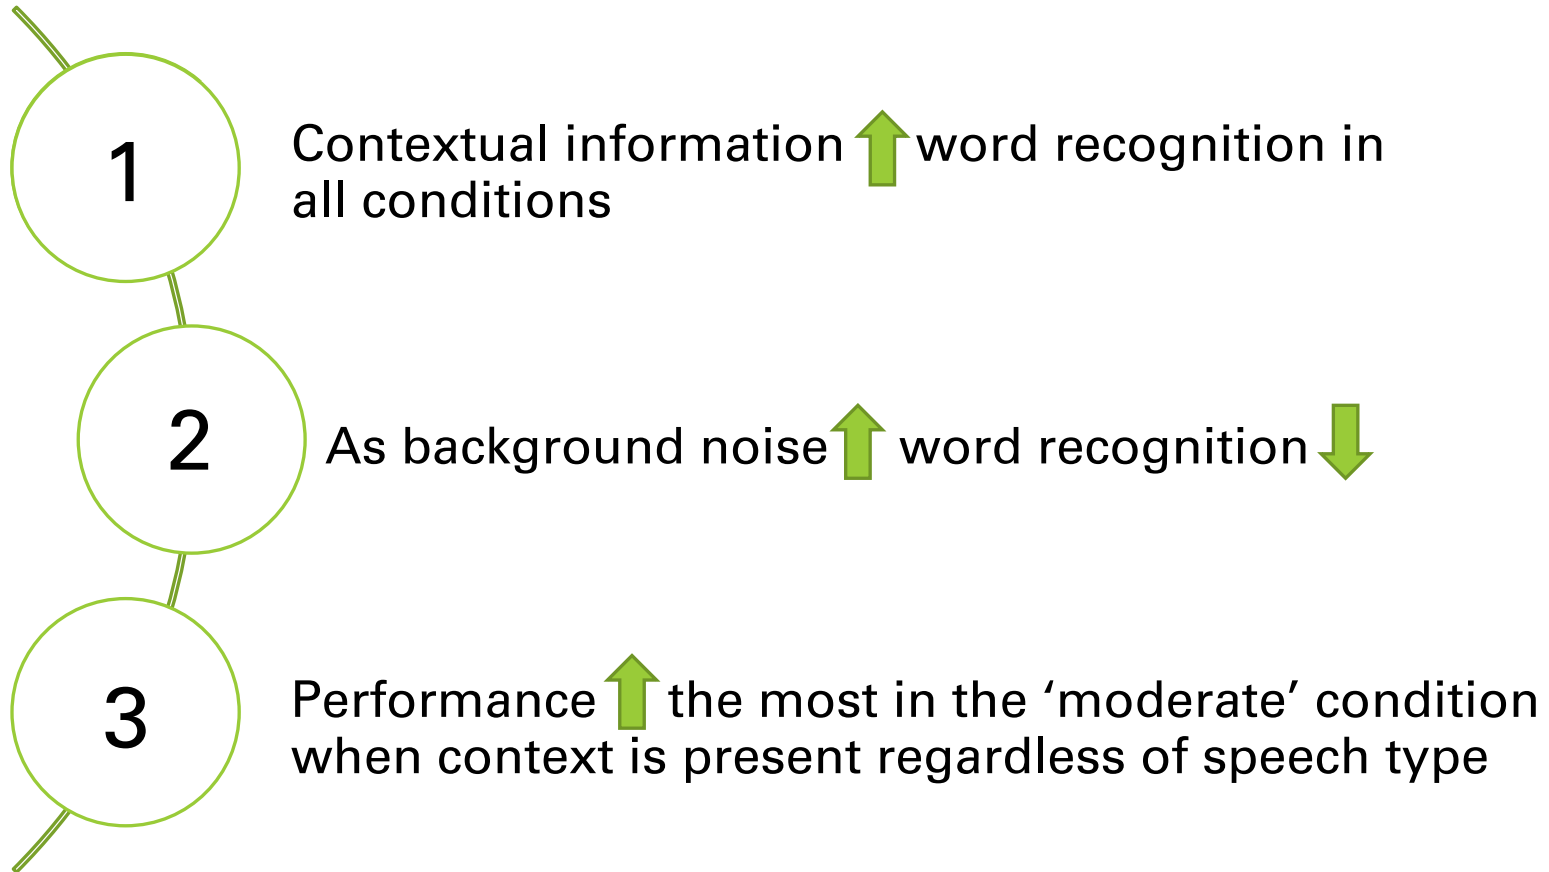 1
Contextual information word recognition in
all conditions
2
As background noise word recognition
3
Performance the most in the ‘moderate’ condition
when context is present regardless of speech type